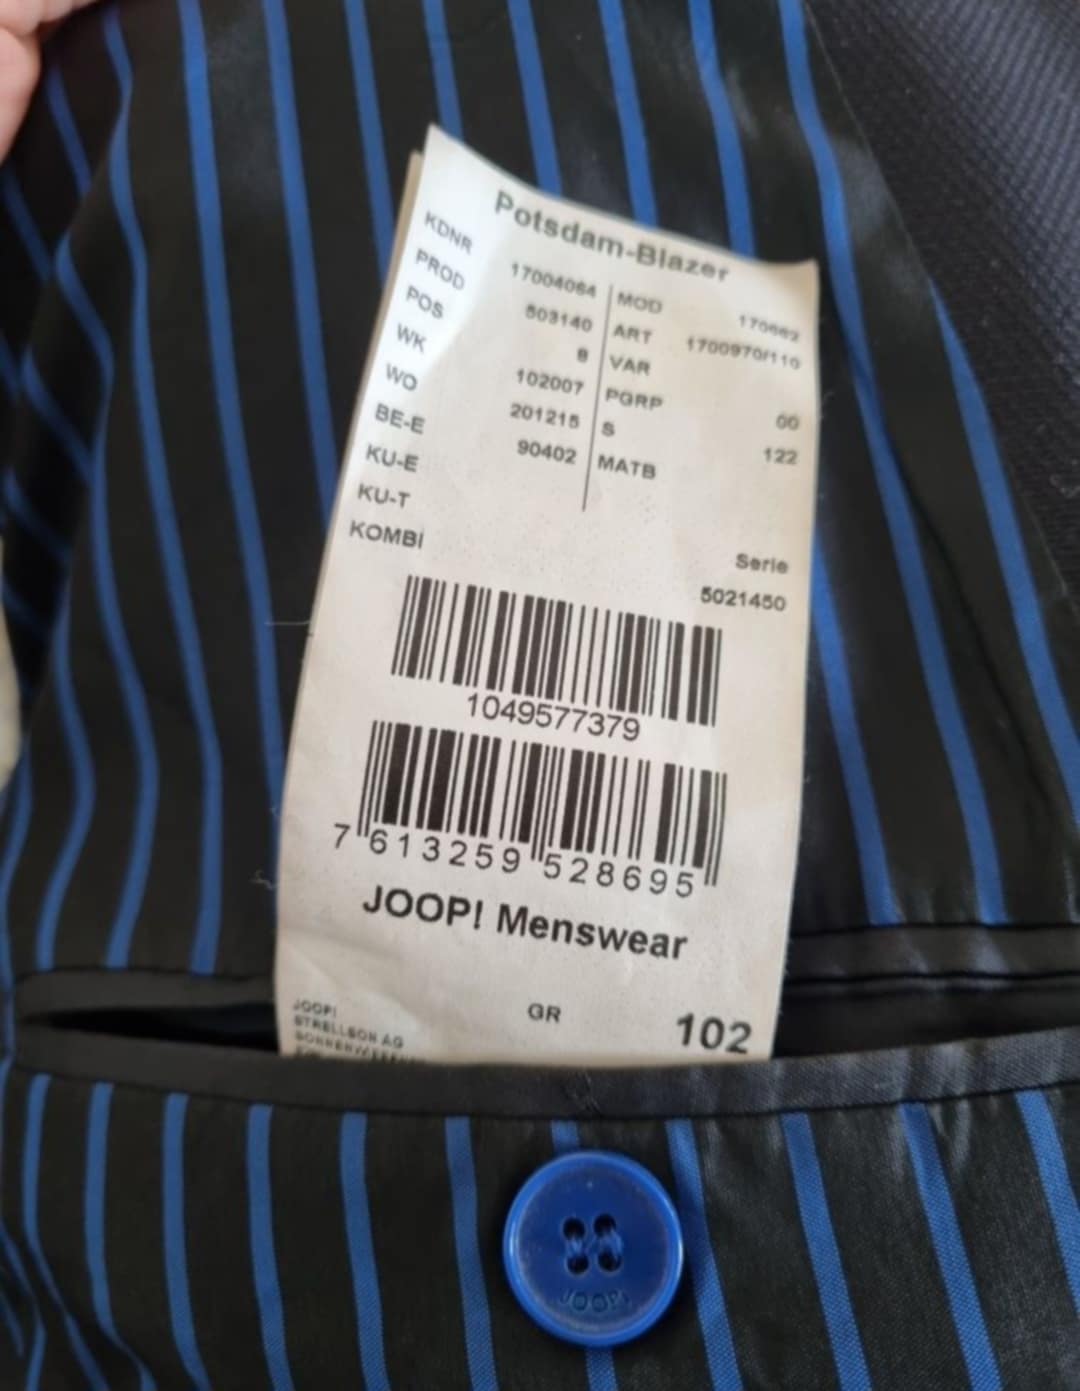 Potsdam-Blazer
KDNR 17004064 MOD
PROD 503140 ART 1700970/110
POS 8 VAR
WK 102007 PGRP 00
WO 201215 S 122
BE-E 90402 MATB
KU-E
KU-T
KOMBI
Serie
5021450
1049577379
7 613259 528695
JOOP! Menswear
GR 102
JOOP!
STRELLSON AG
JOOP!